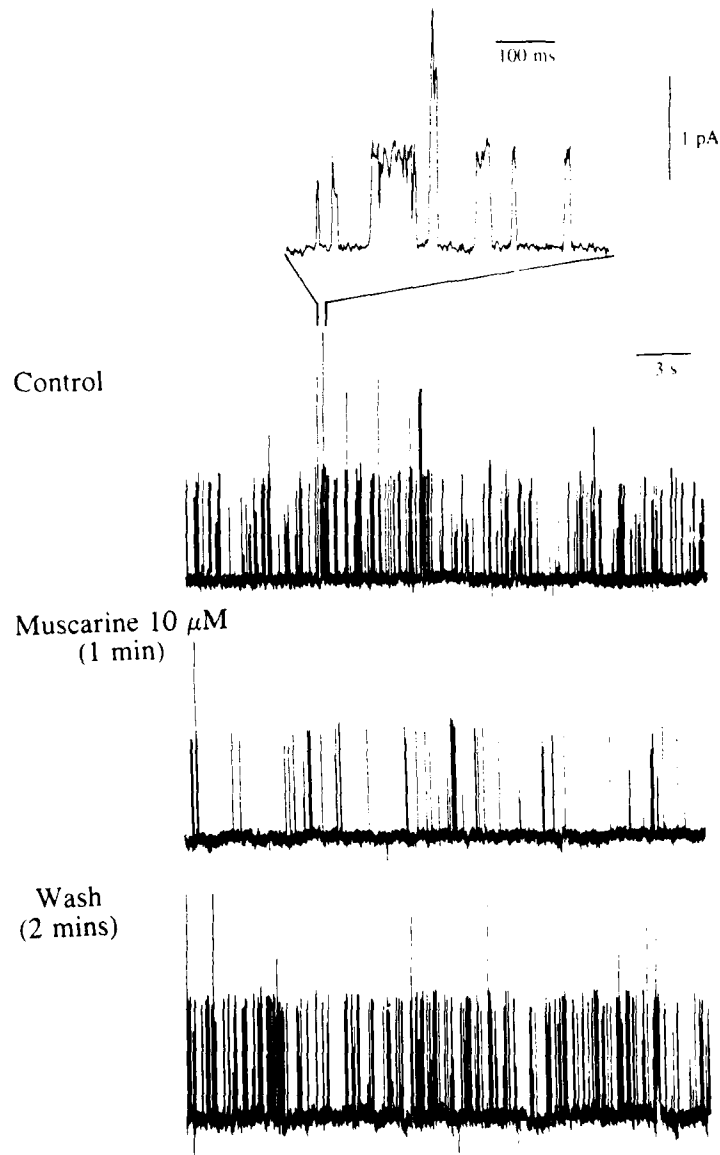 100 ms
1 pA
3 s
Control
Muscarine 10 μM
(1 min)
Wash
(2 mins)